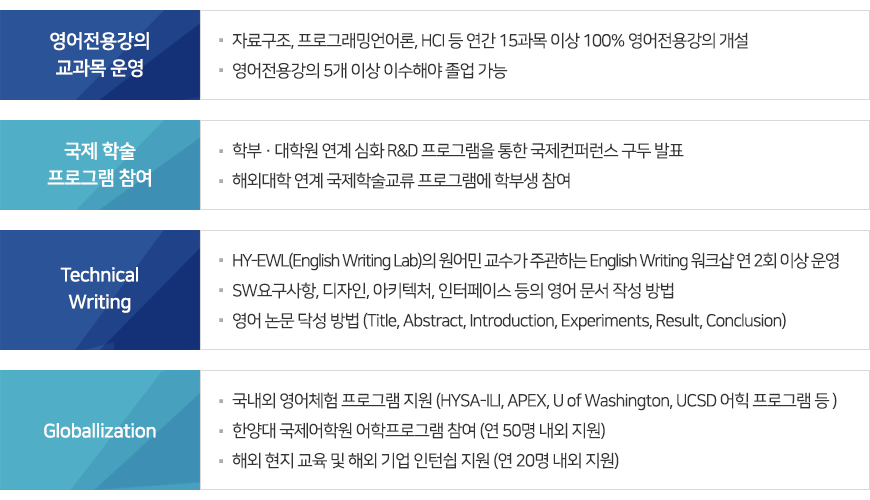 영어전용강의
교과목 운영
자료구조, 프로그래밍언어론, HCI 등 연간 15과목 이상 100% 영어전용강의 개설
영어전용강의 5개 이상 이수해야 졸업 가능
국제 학술
프로그램 참여
학부 · 대학원 연계 심화 R&D 프로그램을 통한 국제컨퍼런스 구두 발표
해외대학 연계 국제학술교류 프로그램에 학부생 참여
Technical
Writing
HY-EWL(English Writing Lab)의 원어민 교수가 주관하는 English Writing 워크샵 연 2회 이상 운영
SW요구사항, 디자인, 아키텍처, 인터페이스 등의 영어 문서 작성 방법
영어 논문 닥성 방법 (Title, Abstract, Introduction, Experiments, Result, Conclusion)
Globallization
국내외 영어체험 프로그램 지원 (HYSA-ILI, APEX, U of Washington, UCSD 어힉 프로그램 등 )
한양대 국제어학원 어학프로그램 참여 (연 50명 내외 지원)
해외 현지 교육 및 해외 기업 인턴쉽 지원 (연 20명 내외 지원)